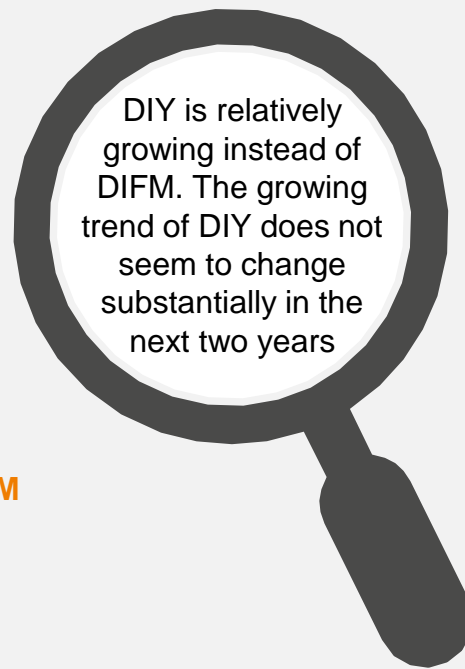 DIY is relatively
growing instead of
DIFM. The growing
trend of DIY does not
seem to change
substantially in the
next two years
M